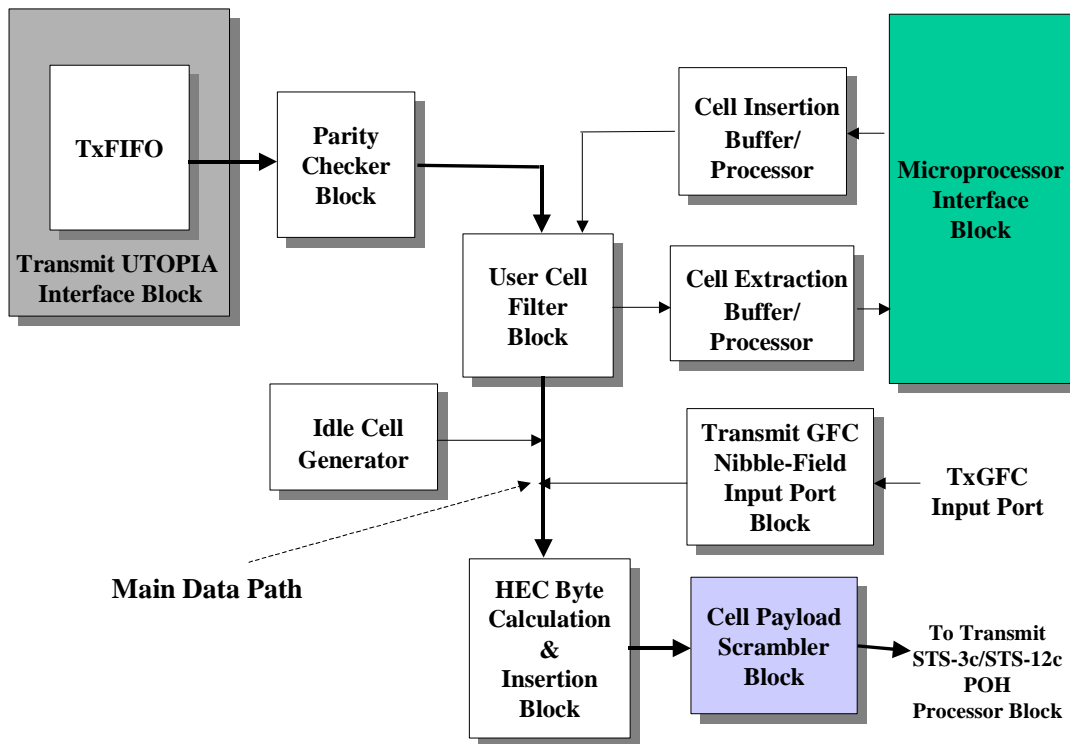 TxFIFO
Transmit UTOPIA
Interface Block
Parity
Checker
Block
Cell Insertion
Buffer/
Processor
Microprocessor
Interface
Block
User Cell
Filter
Block
Cell Extraction
Buffer/
Processor
Idle Cell
Generator
Transmit GFC
Nibble-Field
Input Port
Block
TxGFC
Input Port
Main Data Path
HEC Byte
Calculation
&
Insertion
Block
Cell Payload
Scrambler
Block
To Transmit
STS-3c/STS-12c
POH
Processor Block